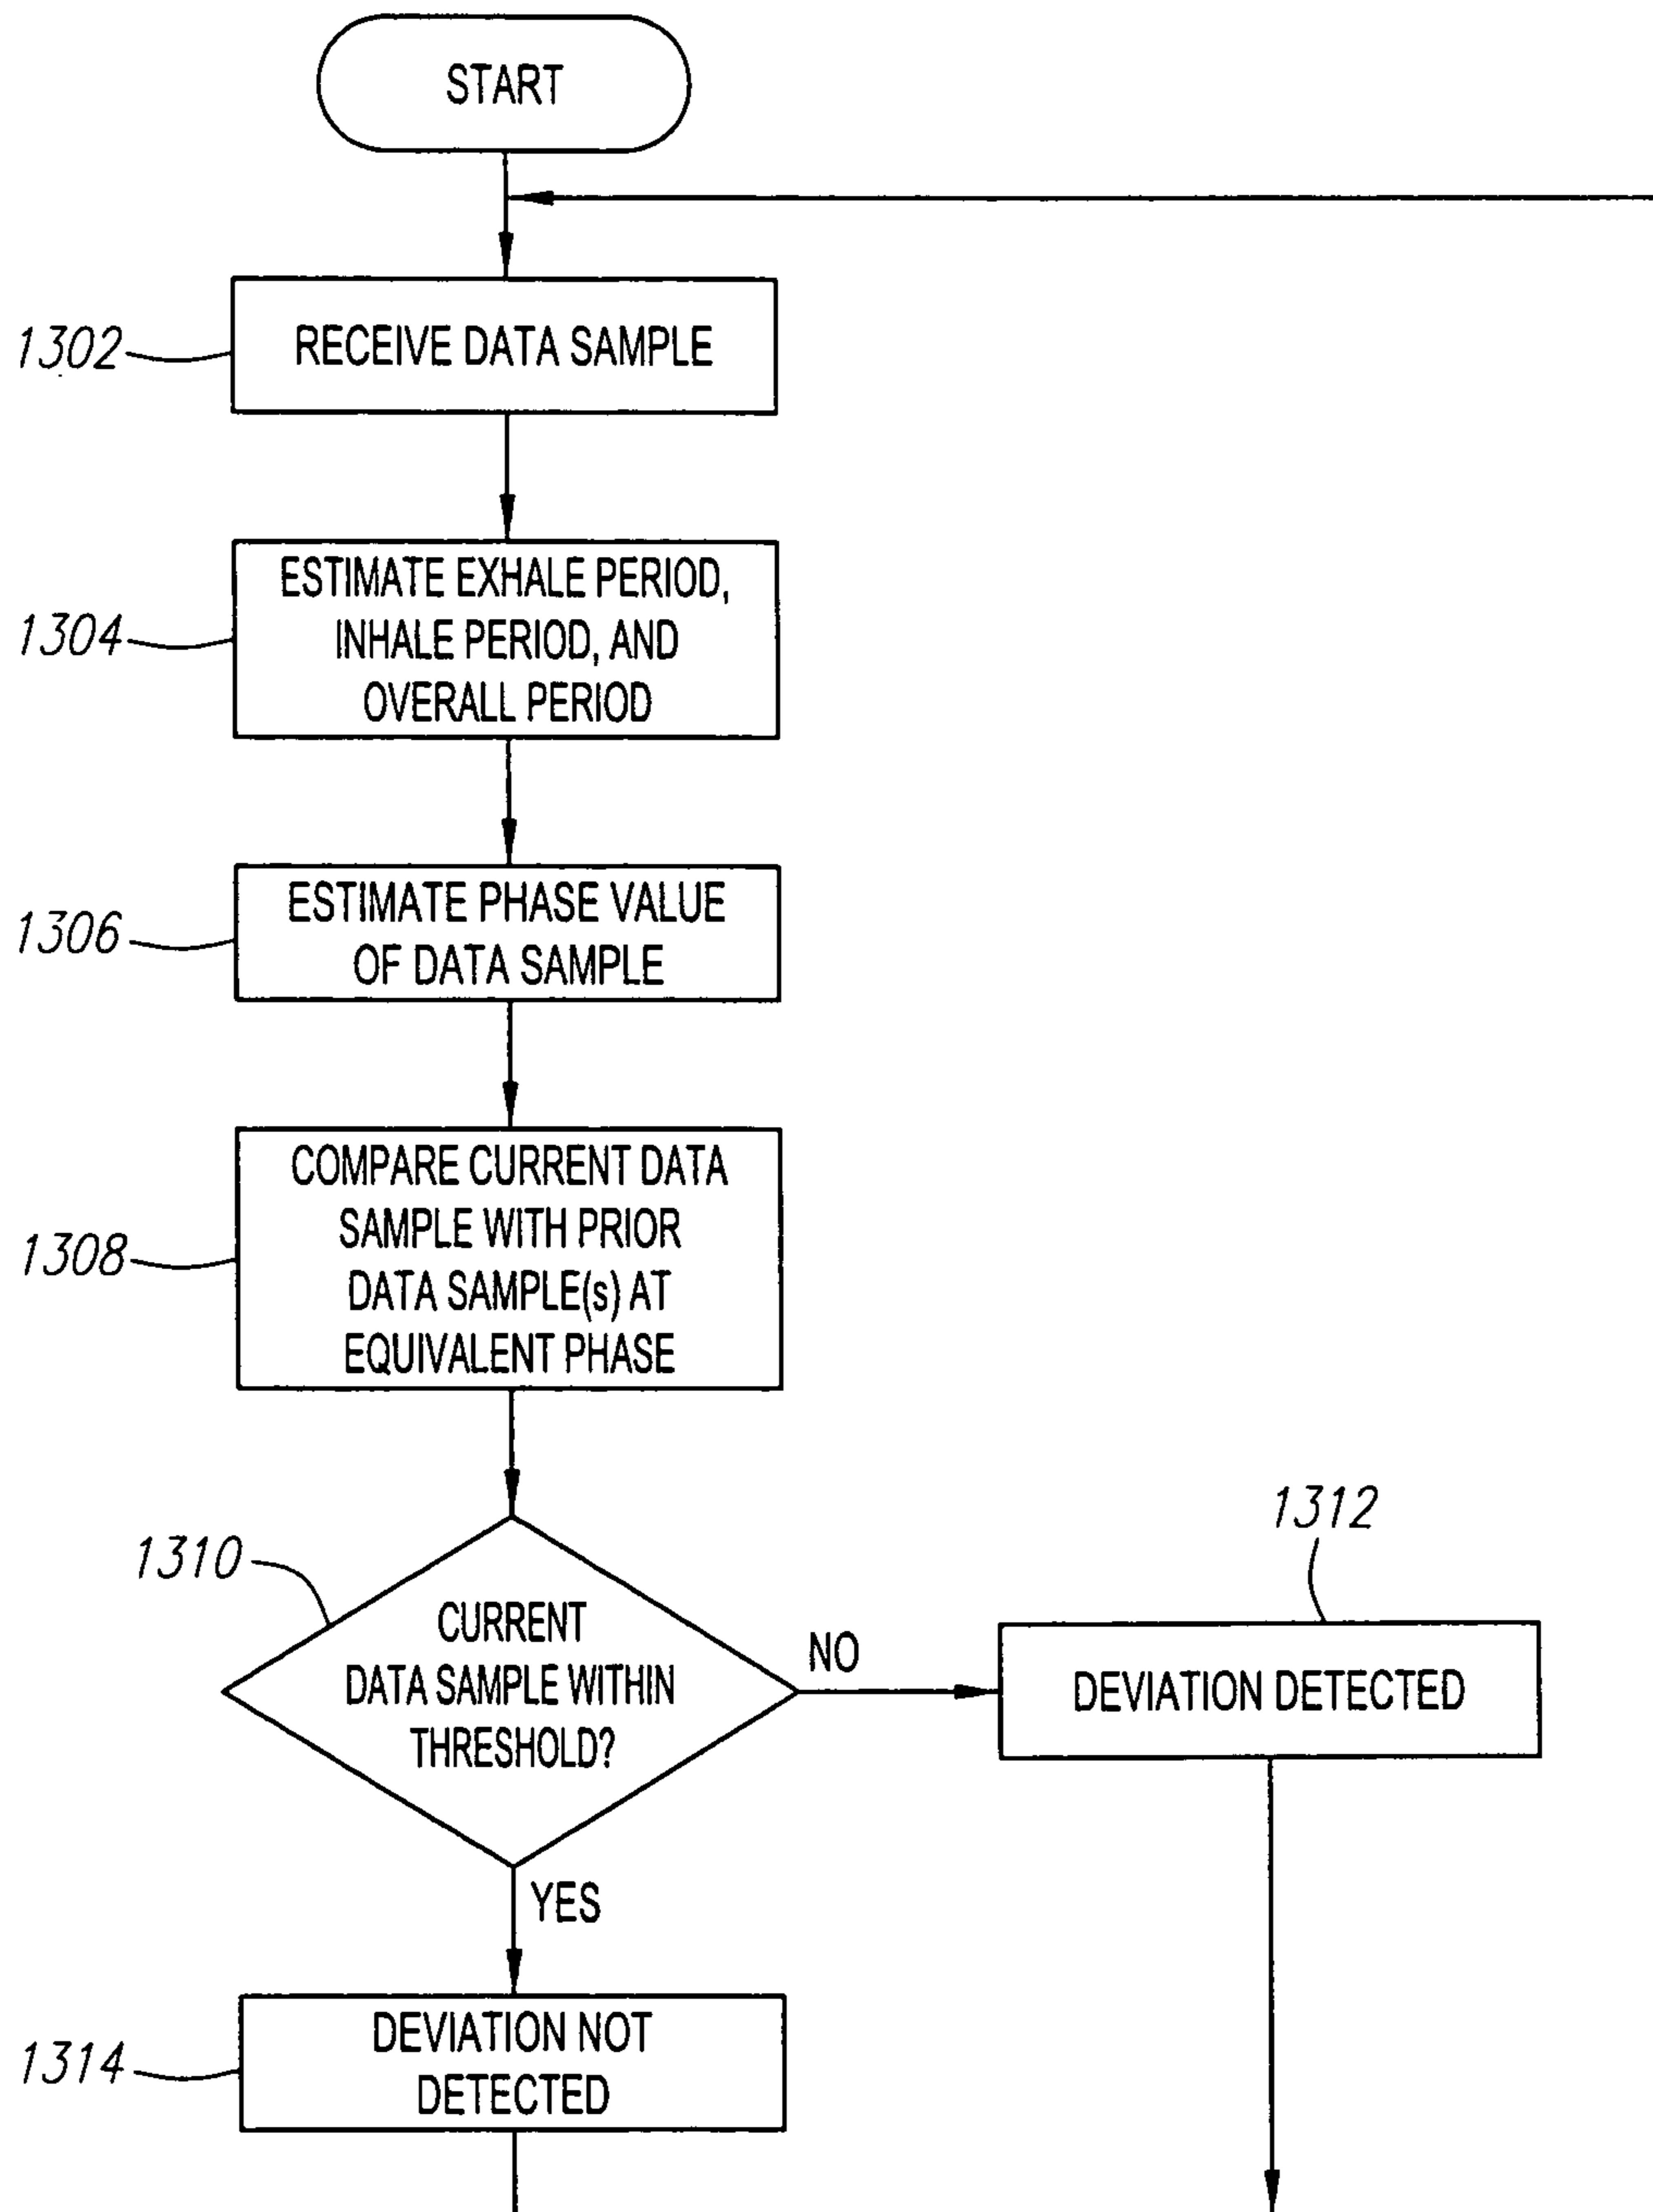 START
1302
RECEIVE DATA SAMPLE
1304
ESTIMATE EXHALE PERIOD,
INHALE PERIOD, AND
OVERALL PERIOD
1306
ESTIMATE PHASE VALUE
OF DATA SAMPLE
1308
COMPARE CURRENT DATA
SAMPLE WITH PRIOR
DATA SAMPLE(s) AT
EQUIVALENT PHASE
1310
CURRENT
DATA SAMPLE WITHIN
THRESHOLD?
NO
1312
DEVIATION DETECTED
YES
1314
DEVIATION NOT
DETECTED